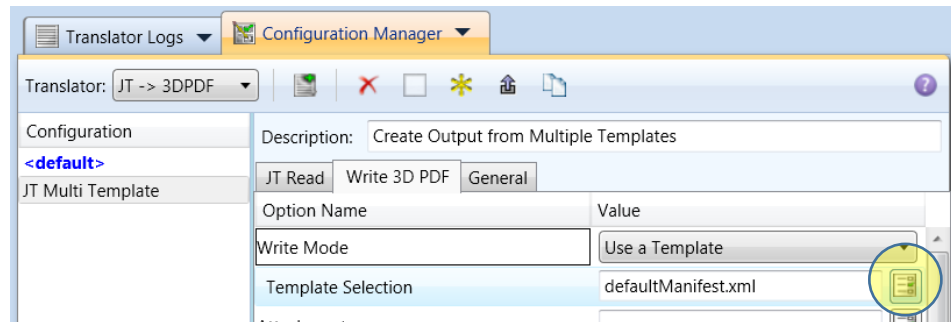 Translator Logs Configuration Manager
Translator: JT -> 3DPDF
Configuration Description: Create Output from Multiple Templates
<default>
JT Multi Template JT Read Write 3D PDF General
Option Name Value
Write Mode Use a Template
Template Selection defaultManifest.xml